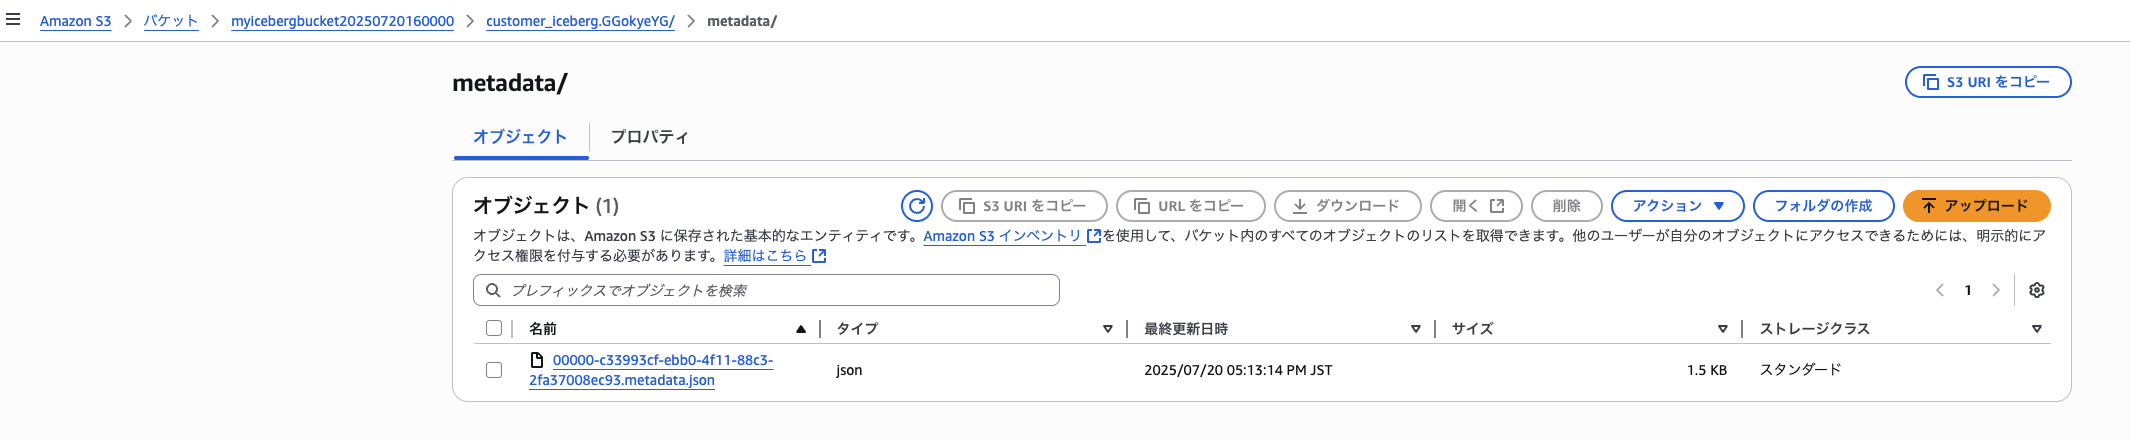 Amazon S3 > バケット > myicebergbucket20250720160000 > customer_iceberg.GGokyeYG/ > metadata/
metadata/
S3 URI をコピー
オブジェクト
プロパティ
オブジェクト (1)
S3 URI をコピー
URL をコピー
ダウンロード
開く
削除
アクション
フォルダの作成
アップロード
オブジェクトは、Amazon S3 に保存された基本的なエンティティです。Amazon S3 インベントリ を使用して、バケット内のすべてのオブジェクトのリストを取得できます。他のユーザーが自分のオブジェクトにアクセスできるためには、明示的にア
クセス権限を付与する必要があります。詳細はこちら
プレフィックスでオブジェクトを検索
1
名前 タイプ 最終更新日時 サイズ ストレージクラス
00000-c33993cf-ebb0-4f11-88c3-
2fa37008ec93.metadata.json
json
2025/07/20 05:13:14 PM JST
1.5 KB
スタンダード